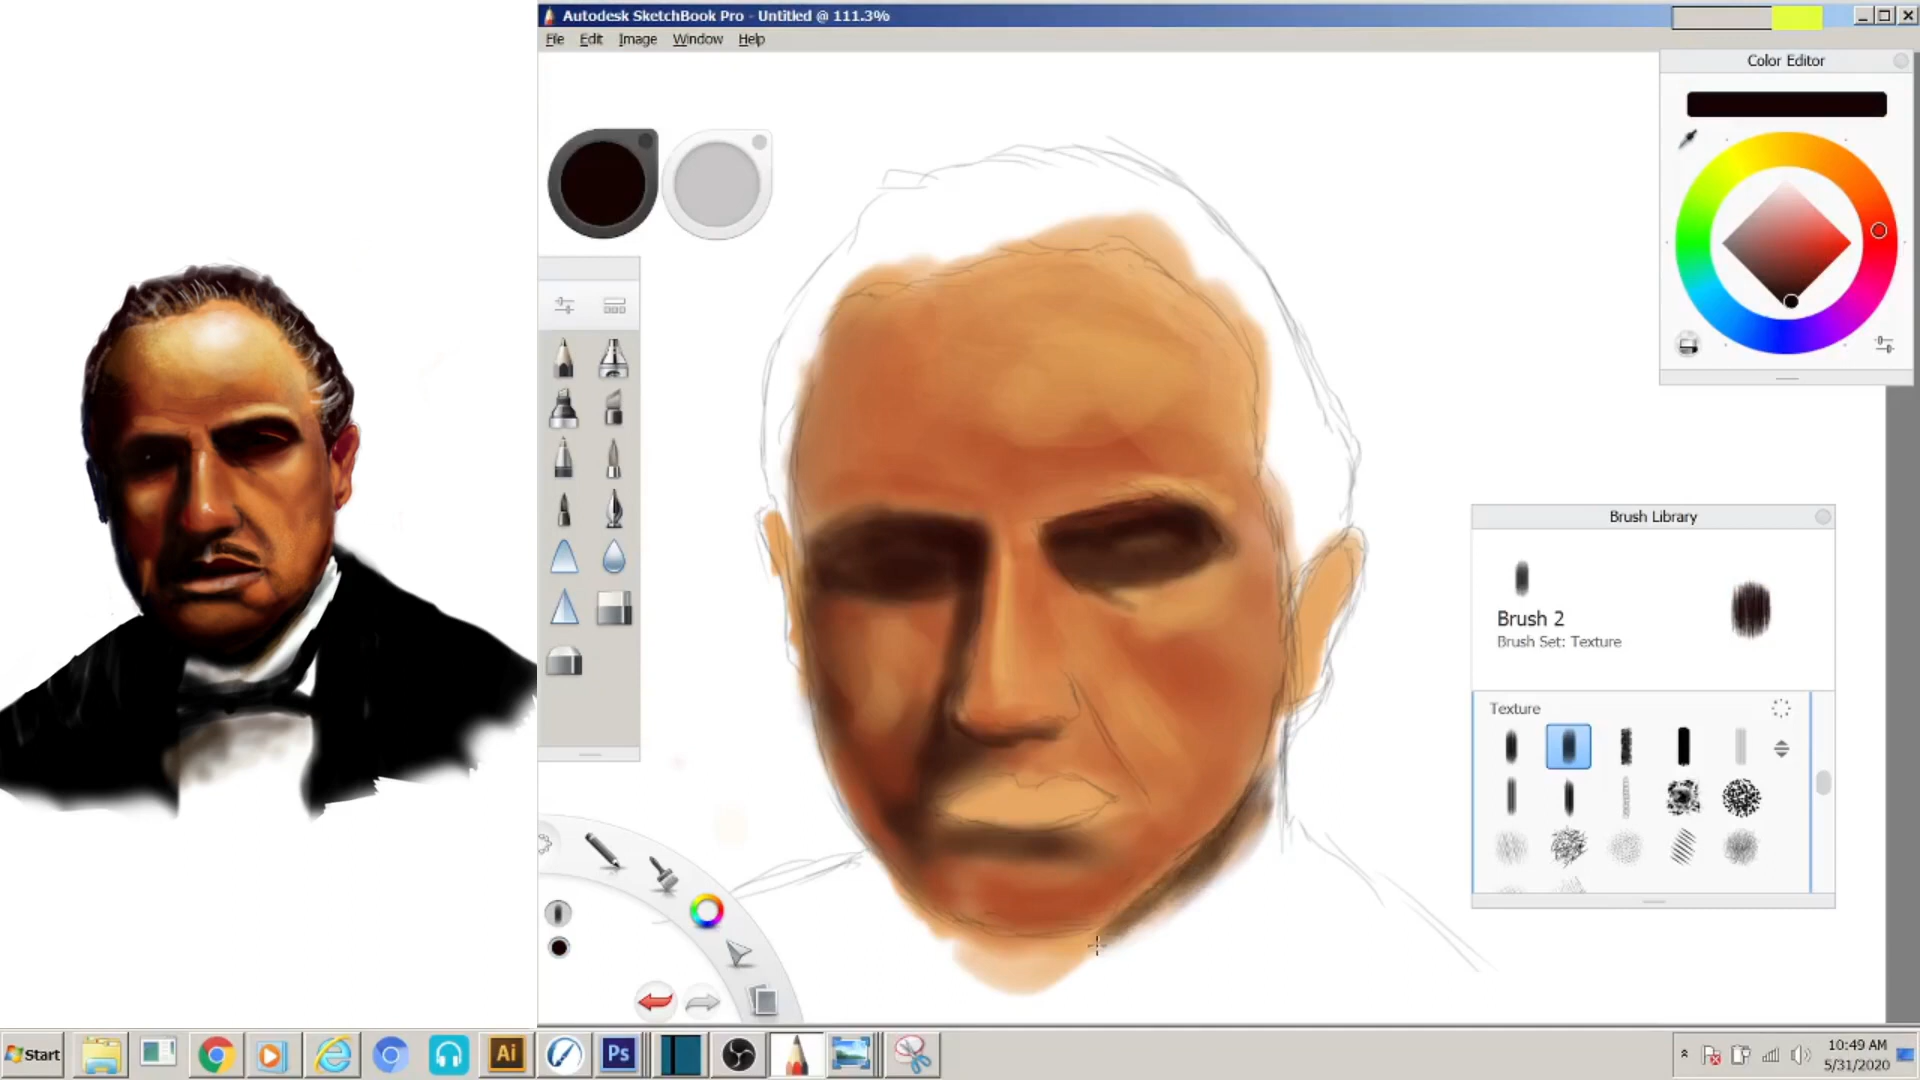 Autodesk SketchBook Pro - Untitled @ 111.3%
File Edit Image Window Help
Color Editor
Brush Library
Brush 2
Brush Set: Texture
Texture
Start
Ai
Ps
10:49 AM
5/31/2020